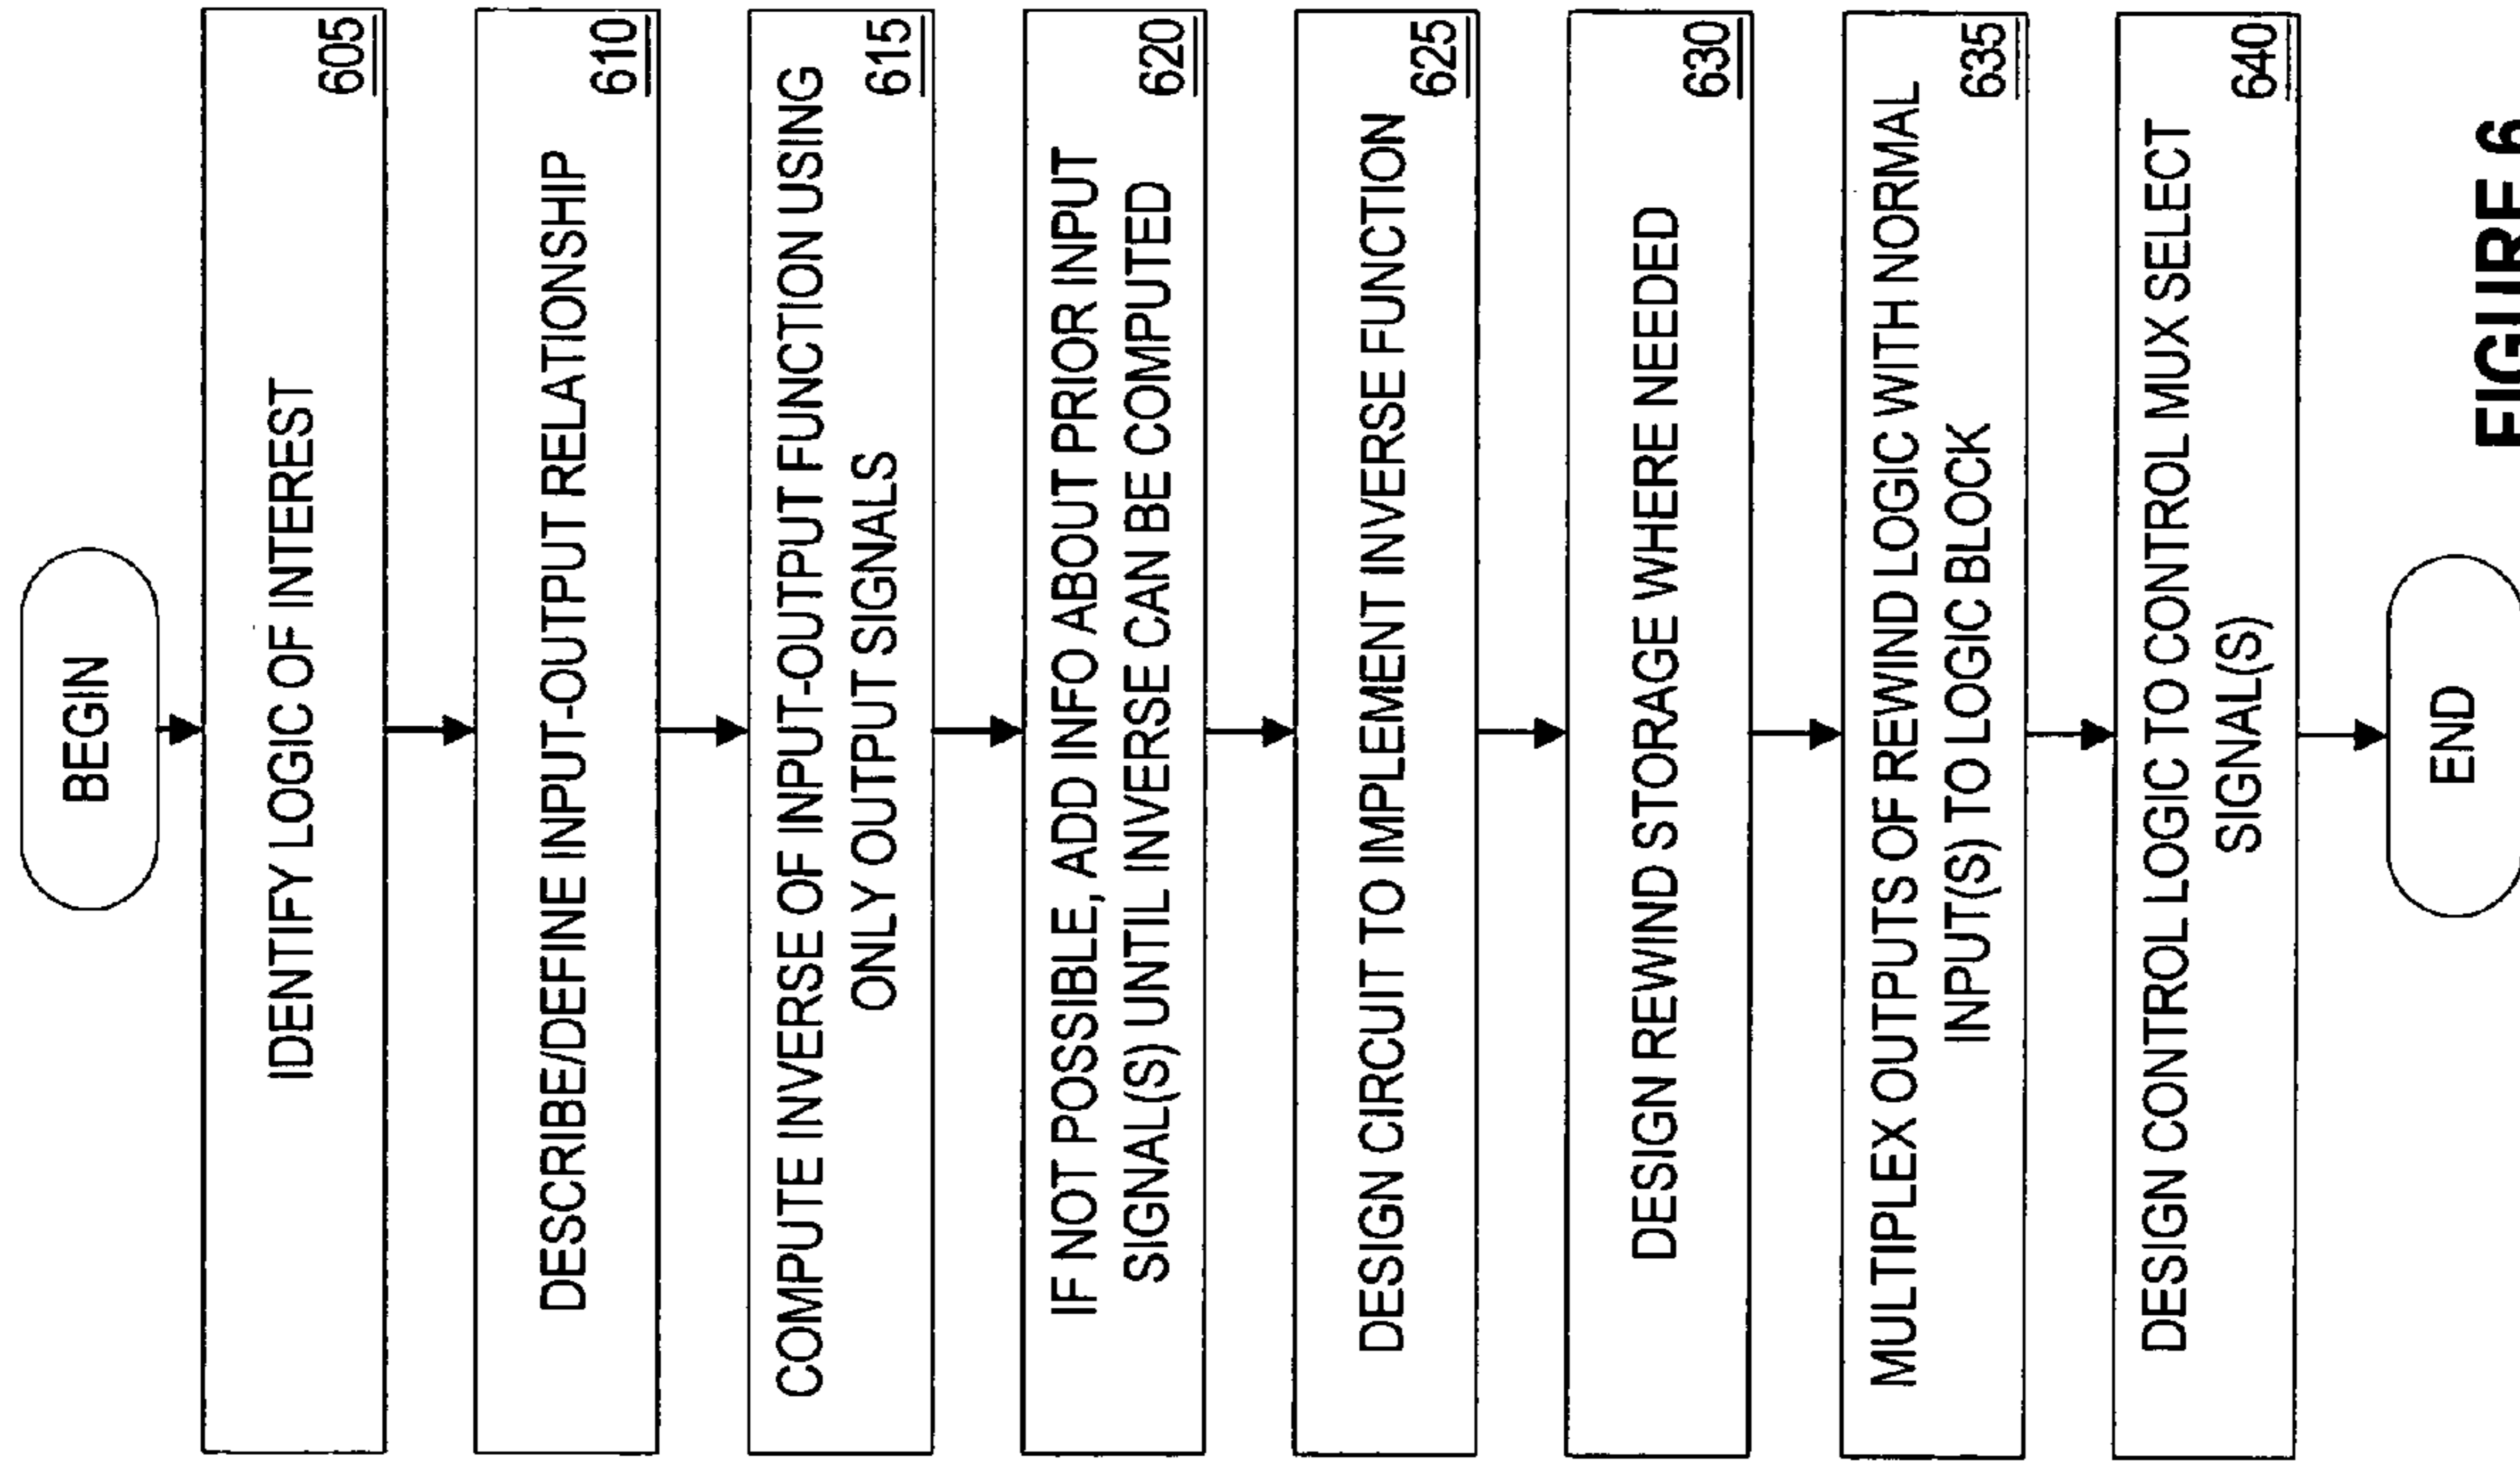 BEGIN
IDENTIFY LOGIC OF INTEREST
605
DESCRIBE/DEFINE INPUT-OUTPUT RELATIONSHIP
610
COMPUTE INVERSE OF INPUT-OUTPUT FUNCTION USING
ONLY OUTPUT SIGNALS
615
IF NOT POSSIBLE, ADD INFO ABOUT PRIOR INPUT
SIGNAL(S) UNTIL INVERSE CAN BE COMPUTED
620
DESIGN CIRCUIT TO IMPLEMENT INVERSE FUNCTION
625
DESIGN REWIND STORAGE WHERE NEEDED
630
MULTIPLEX OUTPUTS OF REWIND LOGIC WITH NORMAL
INPUT(S) TO LOGIC BLOCK
635
DESIGN CONTROL LOGIC TO CONTROL MUX SELECT
SIGNAL(S)
640
END
FIGURE 6